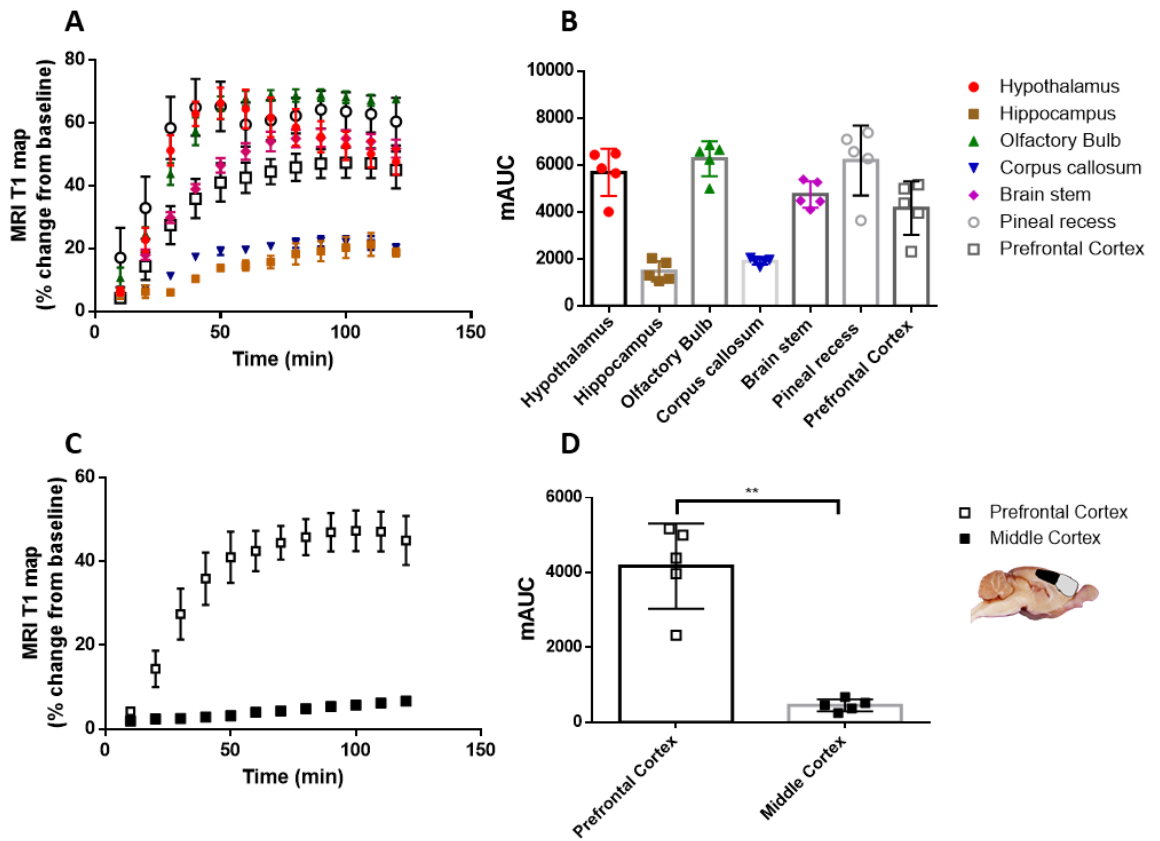 A
MRI T1 map
(% change from baseline)
80
60
40
20
0
0
50
100
150
Time (min)
B
mAUC
10000
8000
6000
4000
2000
0
Hypothalamus
Hippocampus
Olfactory Bulb
Corpus callosum
Brain stem
Pineal recess
Prefrontal Cortex
Hypothalamus
Hippocampus
Olfactory Bulb
Corpus callosum
Brain stem
Pineal recess
Prefrontal Cortex
C
MRI T1 map
(% change from baseline)
60
40
20
0
0
50
100
150
Time (min)
D
mAUC
6000
4000
2000
0
**
Prefrontal Cortex
Middle Cortex
Prefrontal Cortex
Middle Cortex